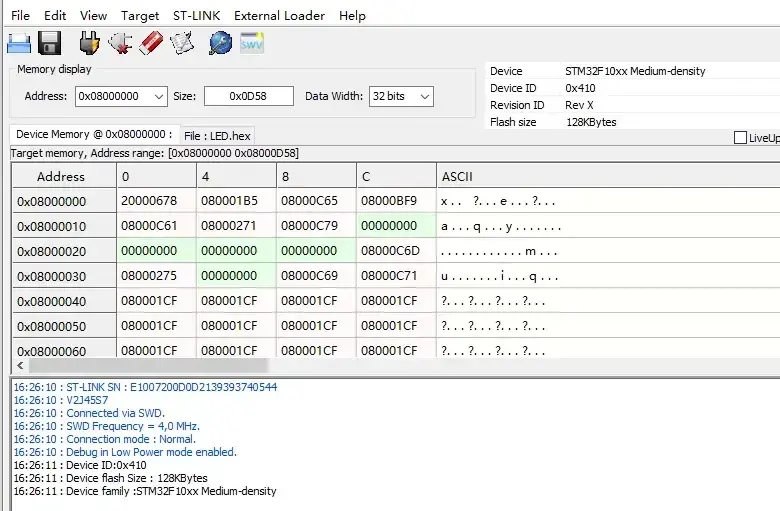 File Edit View Target ST-LINK External Loader Help
SWV
Memory display
Address: 0x08000000 Size: 0x0D58 Data Width: 32 bits
Device STM32F10xx Medium-density
Device ID 0x410
Revision ID Rev X
Flash size 128KBytes
LiveUp
Device Memory @ 0x08000000 : File : LED.hex
Target memory, Address range: [0x08000000 0x08000D58]
Address 0 4 8 C ASCII
0x08000000 20000678 080001B5 08000C65 08000BF9 x . . ? . . . e . . . ? . . .
0x08000010 08000C61 08000271 08000C79 00000000 a . . . q . . . y . . . . . . .
0x08000020 00000000 00000000 00000000 08000C6D . . . . . . . . . . . . m . . .
0x08000030 08000275 00000000 08000C69 08000C71 u . . . . . . . i . . . q . . .
0x08000040 080001CF 080001CF 080001CF 080001CF ? . . . ? . . . ? . . . ? . . .
0x08000050 080001CF 080001CF 080001CF 080001CF ? . . . ? . . . ? . . . ? . . .
0x08000060 080001CF 080001CF 080001CF 080001CF ? . . . ? . . . ? . . . ? . . .
16:26:10 : ST-LINK SN : E1007200D0D2139393740544
16:26:10 : V2J45S7
16:26:10 : Connected via SWD.
16:26:10 : SWD Frequency = 4,0 MHz.
16:26:10 : Connection mode : Normal.
16:26:10 : Debug in Low Power mode enabled.
16:26:11 : Device ID:0x410
16:26:11 : Device flash Size : 128KBytes
16:26:11 : Device family :STM32F10xx Medium-density